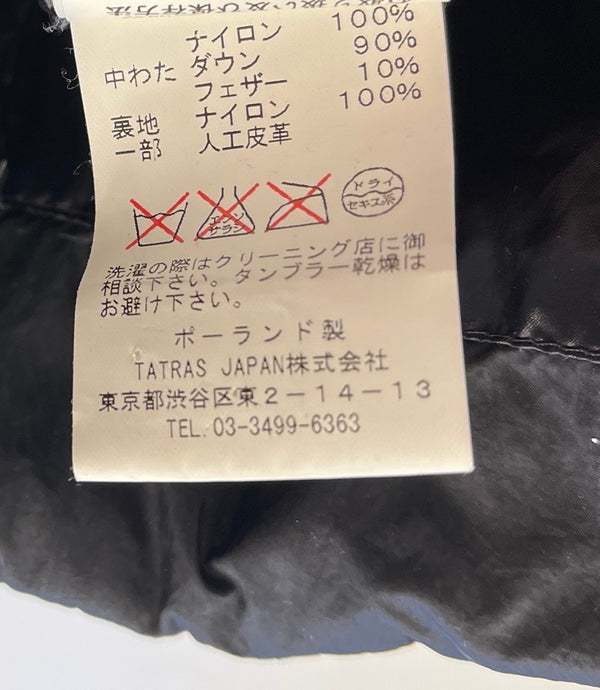 ナイロン 100%
中わた ダウン 90%
フェザー 10%
裏地 ナイロン 100%
一部 人工皮革
エンソ
サラシ
ドライ
セキユ系
洗濯の際はクリーニング店に御
相談下さい。タンブラー乾燥は
お避け下さい。
ポーランド製
TATRAS JAPAN株式会社
東京都渋谷区東2-14-13
TEL.03-3499-6363